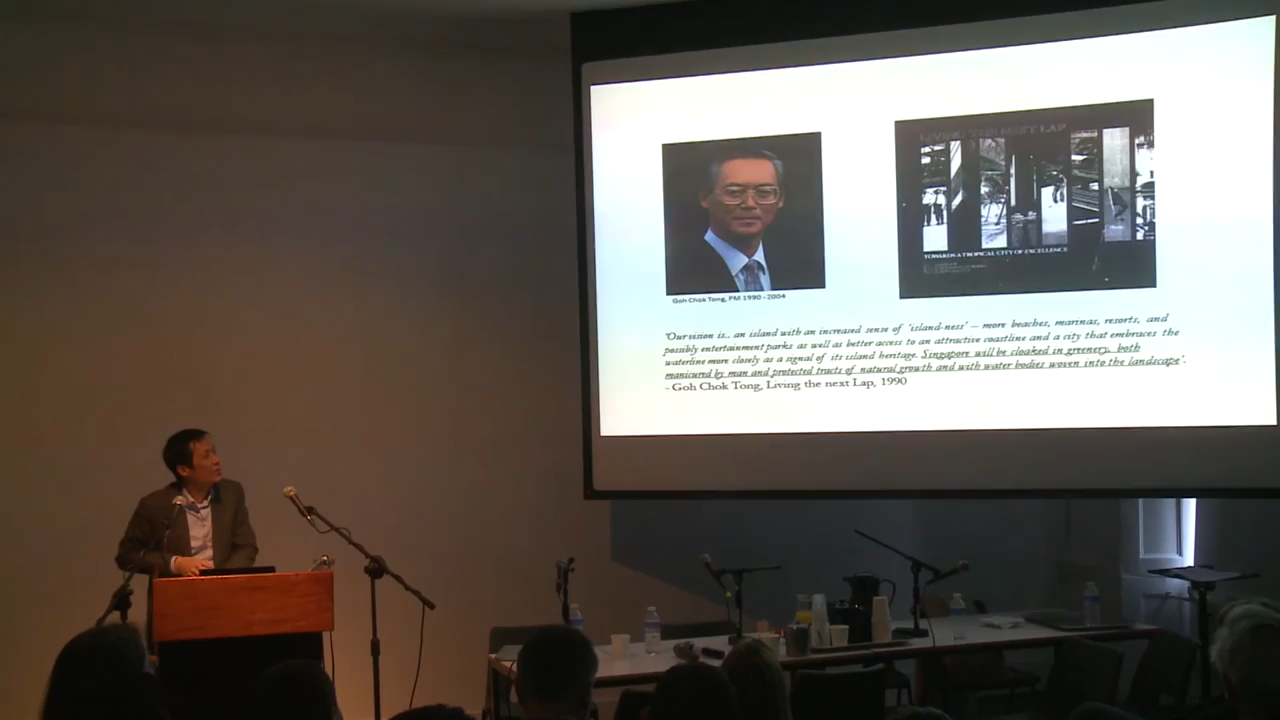 LIVING THE NEXT LAP
TOWARDS A TROPICAL CITY OF EXCELLENCE
Goh Chok Tong, PM 1990-2004
'Our vision is.. an island with an increased sense of 'island-ness' – more beaches, marinas, resorts, and
possibly entertainment parks as well as better access to an attractive coastline and a city that embraces the
waterline more closely as a signal of its island heritage. Singapore will be cloaked in greenery, both
manicured by man and protected tracts of natural growth and with water bodies woven into the landscape'.
- Goh Chok Tong, Living the next Lap, 1990